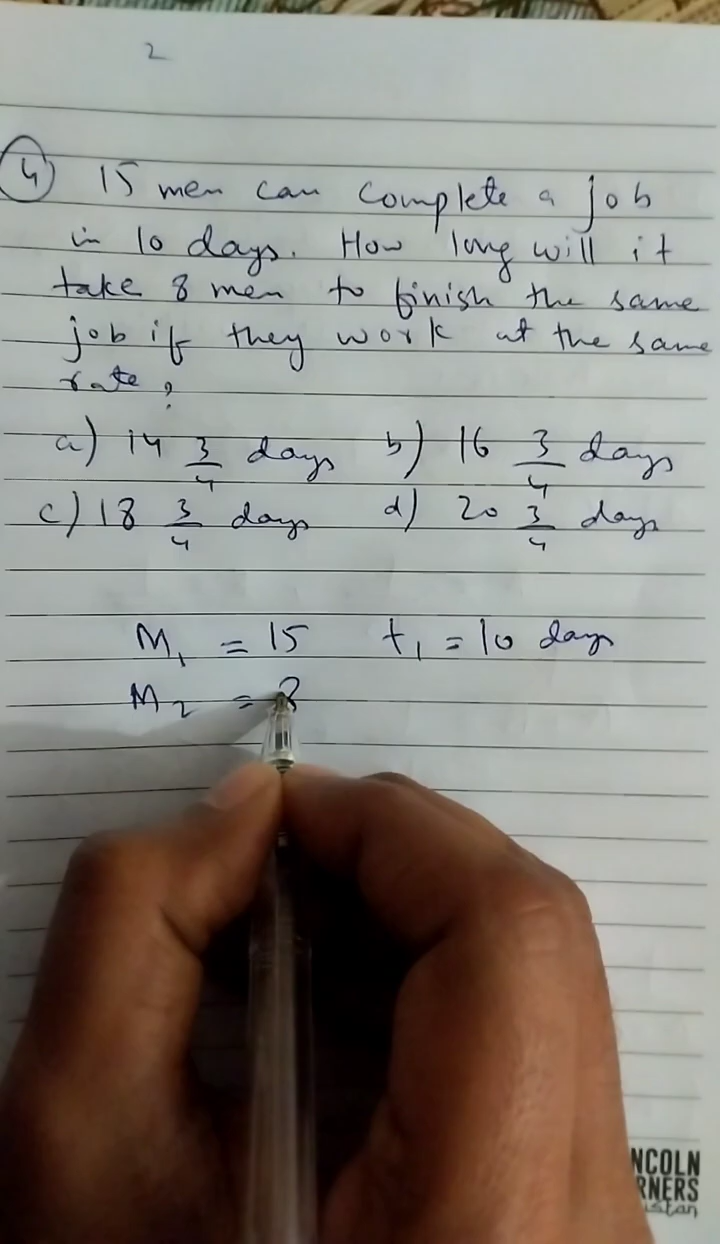 2
4) 15 men can complete a job
in 10 days. How long will it
take 8 men to finish the same
job if they work at the same
rate?
a) 14 3/4 days b) 16 3/4 days
c) 18 3/4 days d) 20 3/4 days
M₁ = 15 t₁ = 10 days
M₂ = 8
NCOLN
RNERS
istan